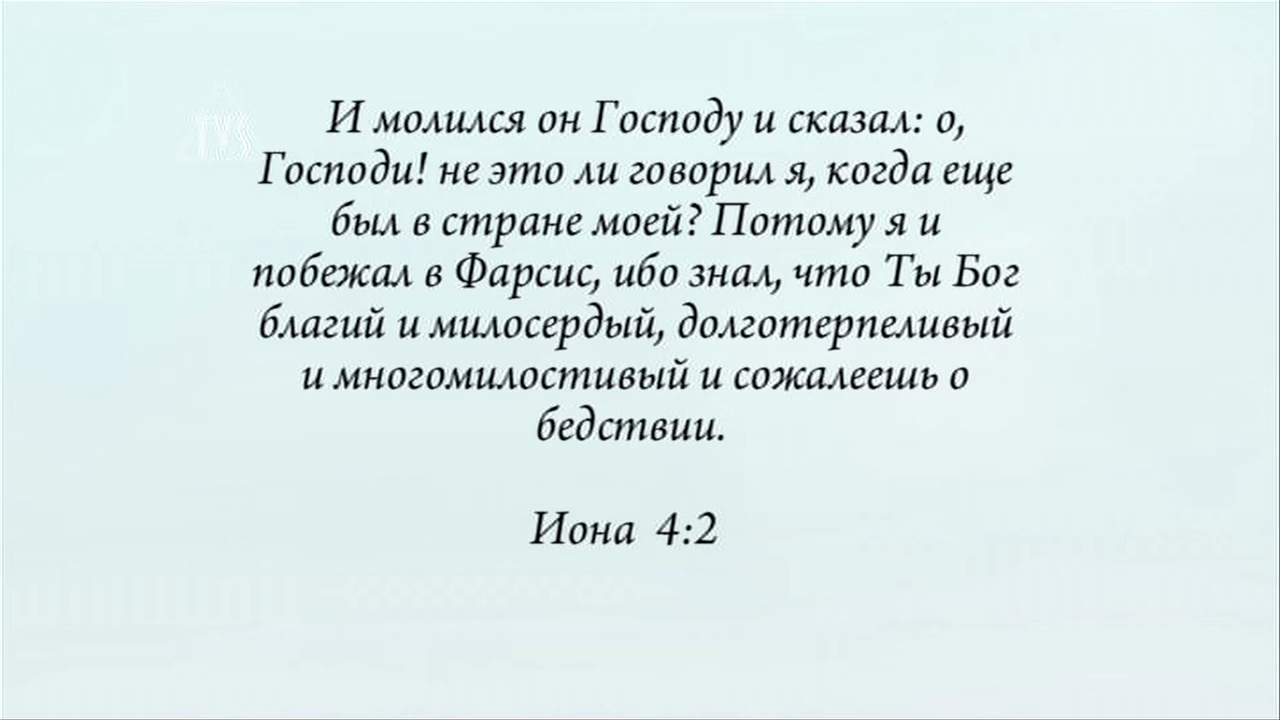 TVS
И молился он Господу и сказал: о,
Господи! не это ли говорил я, когда еще
был в стране моей? Потому я и
побежал в Фарсис, ибо знал, что Ты Бог
благий и милосердый, долготерпеливый
и многомилостивый и сожалеешь о
бедствии.
Иона 4:2